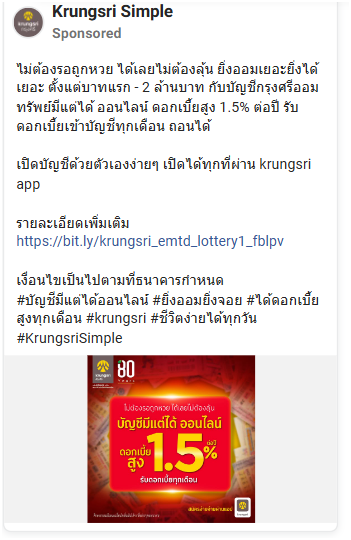 Krungsri Simple
Sponsored
ไม่ต้องรอถูกหวย ได้เลยไม่ต้องลุ้น ยิ่งออมเยอะยิ่งได้
เยอะ ตั้งแต่บาทแรก - 2 ล้านบาท กับบัญชีกรุงศรีออม
ทรัพย์มีแต่ได้ ออนไลน์ ดอกเบี้ยสูง 1.5% ต่อปี รับ
ดอกเบี้ยเข้าบัญชีทุกเดือน ถอนได้
เปิดบัญชีด้วยตัวเองง่ายๆ เปิดได้ทุกที่ผ่าน krungsri
app
รายละเอียดเพิ่มเติม
https://bit.ly/krungsri_emtd_lottery1_fblpv
เงื่อนไขเป็นไปตามที่ธนาคารกำหนด
#บัญชีมีแต่ได้ออนไลน์ #ยิ่งออมยิ่งจอย #ได้ดอกเบี้ย
สูงทุกเดือน #krungsri #ชีวิตง่ายได้ทุกวัน
#KrungsriSimple
krungsri
80
YEARS
ไม่ต้องรอถูกหวย ได้เลยไม่ต้องลุ้น
บัญชีมีแต่ได้ ออนไลน์
ดอกเบี้ย
สูง
1.5%
ต่อปี
รับดอกเบี้ยทุกเดือน